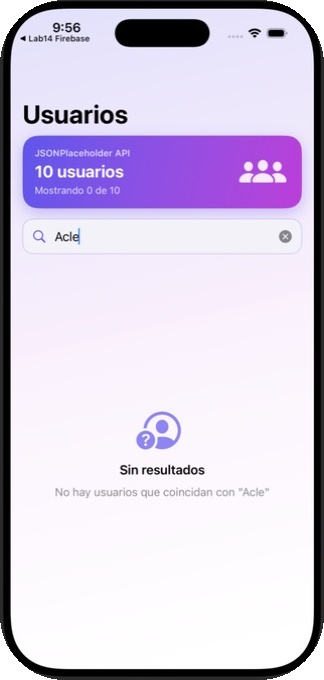 9:56
◀ Lab14 Firebase
Usuarios
JSONPlaceholder API
10 usuarios
Mostrando 0 de 10
Acle
?
Sin resultados
No hay usuarios que coincidan con "Acle"